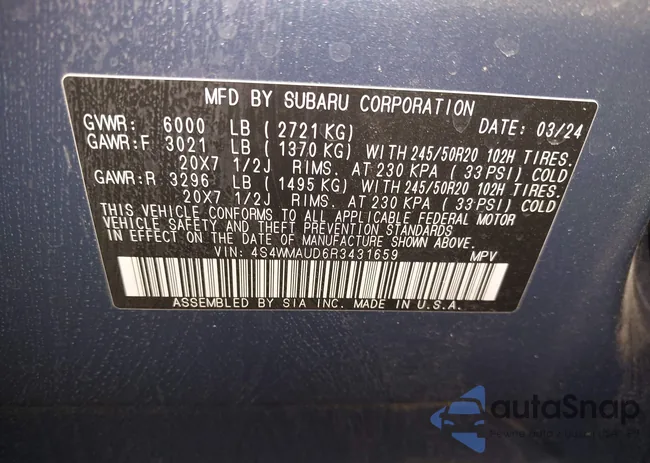 MFD BY SUBARU CORPORATION
GVWR: 6000 LB (2721 KG) DATE: 03/24
GAWR:F 3021 LB (1370 KG) WITH 245/50R20 102H TIRES.
20X7 1/2J RIMS. AT 230 KPA (33 PSI) COLD
GAWR:R 3296 LB (1495 KG) WITH 245/50R20 102H TIRES.
20X7 1/2J RIMS. AT 230 KPA (33 PSI) COLD
THIS VEHICLE CONFORMS TO ALL APPLICABLE FEDERAL MOTOR
VEHICLE SAFETY AND THEFT PREVENTION STANDARDS
IN EFFECT ON THE DATE OF MANUFACTURE SHOWN ABOVE.
VIN: 4S4WMAUD6R3431659 MPV
ASSEMBLED BY SIA INC. MADE IN U.S.A.
autoSnap